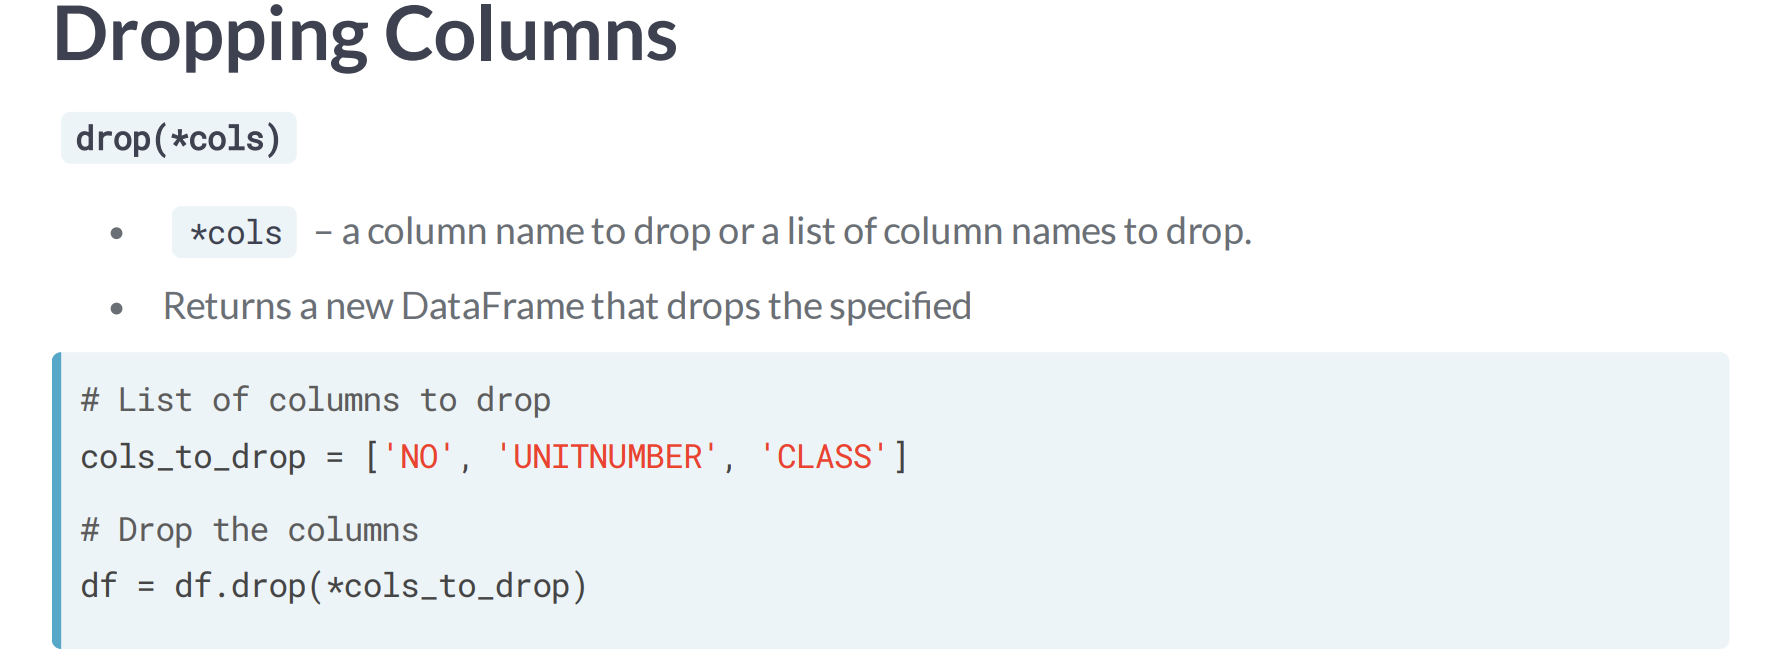 Dropping Columns
drop(*cols)
• *cols – a column name to drop or a list of column names to drop.
• Returns a new DataFrame that drops the specified
# List of columns to drop
cols_to_drop = ['NO', 'UNITNUMBER', 'CLASS']
# Drop the columns
df = df.drop(*cols_to_drop)